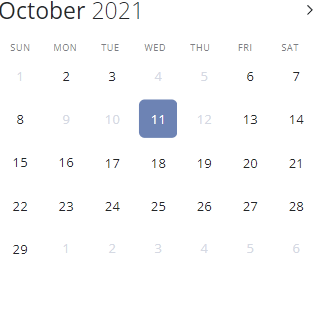 October 2021
SUN MON TUE WED THU FRI SAT
1 2 3 4 5 6 7
8 9 10 11 12 13 14
15 16 17 18 19 20 21
22 23 24 25 26 27 28
29 1 2 3 4 5 6